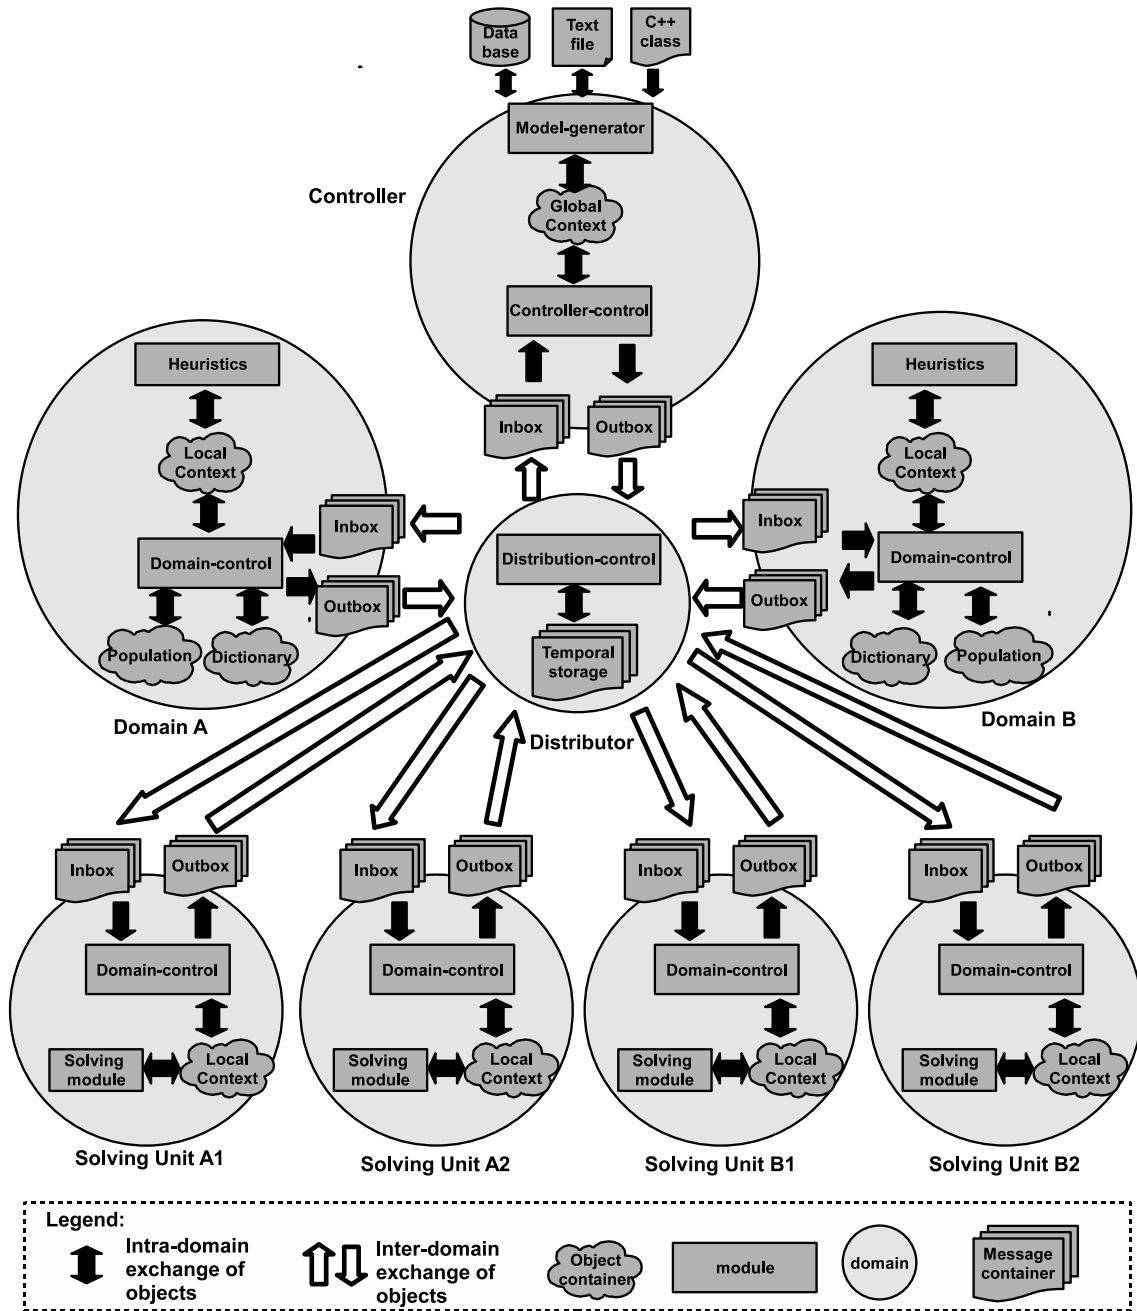 Data
base
Text
file
C++
class
Model-generator
Controller
Global
Context
Controller-control
Inbox
Outbox
Heuristics
Local
Context
Inbox
Domain-control
Outbox
Population
Dictionary
Domain A
Distribution-control
Temporal
storage
Distributor
Heuristics
Local
Context
Inbox
Domain-control
Outbox
Dictionary
Population
Domain B
Inbox
Outbox
Domain-control
Solving
module
Local
Context
Solving Unit A1
Inbox
Outbox
Domain-control
Solving
module
Local
Context
Solving Unit A2
Inbox
Outbox
Domain-control
Solving
module
Local
Context
Solving Unit B1
Inbox
Outbox
Domain-control
Solving
module
Local
Context
Solving Unit B2
Legend:
Intra-domain
exchange of
objects
Inter-domain
exchange of
objects
Object
container
module
domain
Message
container